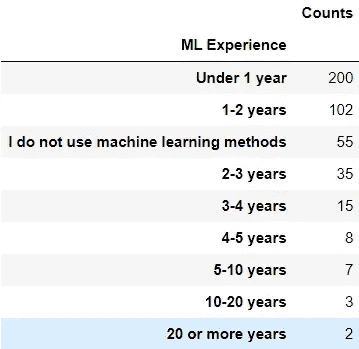 Counts
ML Experience
Under 1 year 200
1-2 years 102
I do not use machine learning methods 55
2-3 years 35
3-4 years 15
4-5 years 8
5-10 years 7
10-20 years 3
20 or more years 2